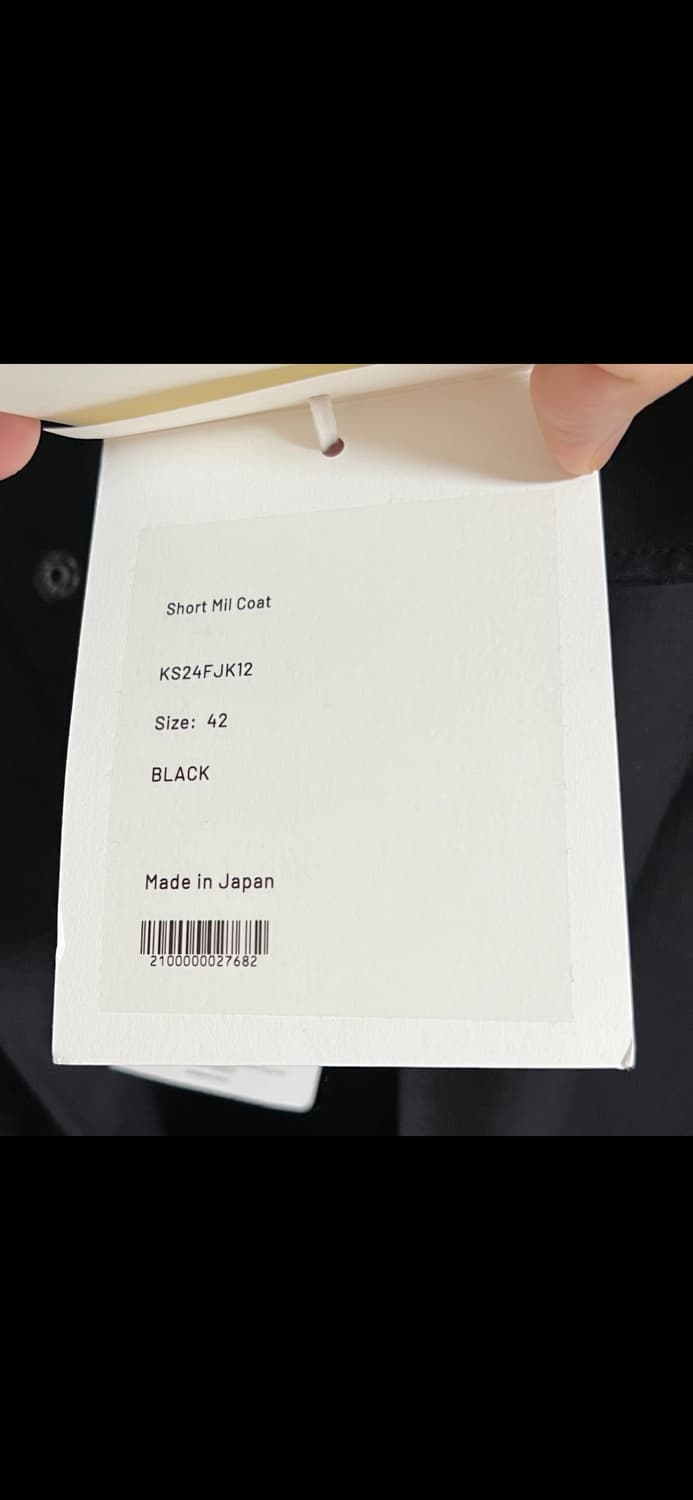 Short Mil Coat
KS24FJK12
Size: 42
BLACK
Made in Japan
2100000027682